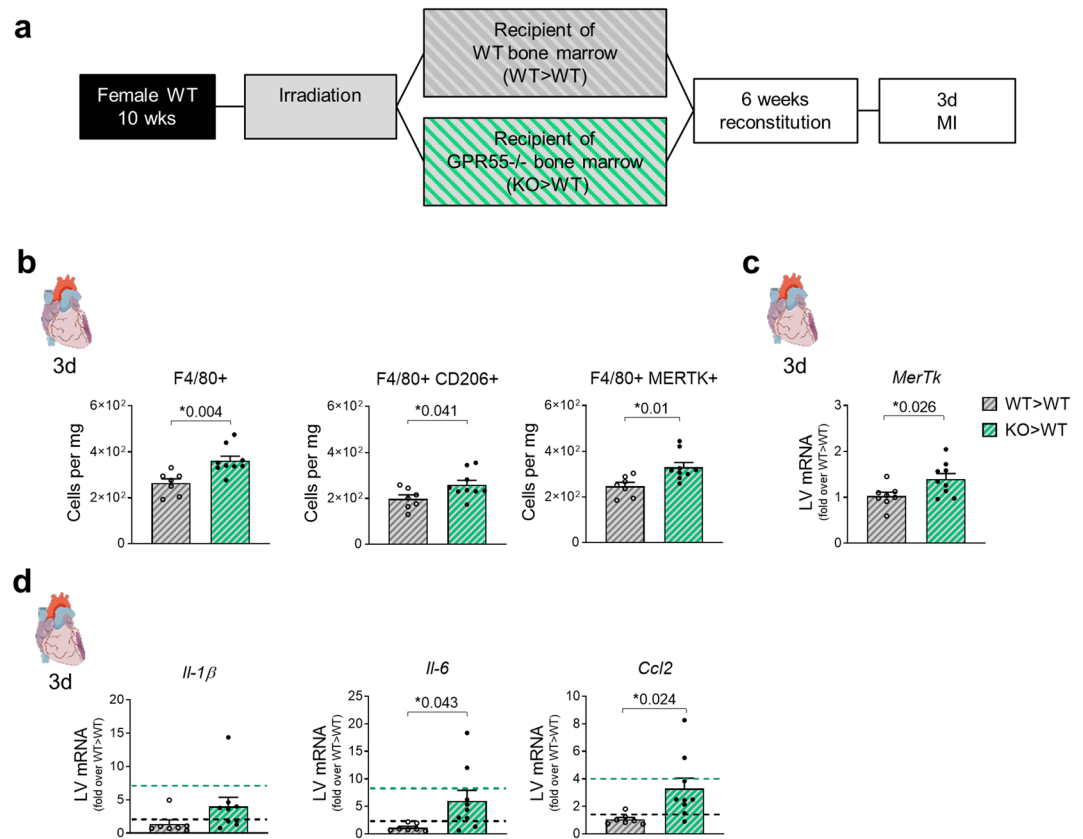 a
Female WT
10 wks
Irradiation
Recipient of
WT bone marrow
(WT>WT)
Recipient of
GPR55-/- bone marrow
(KO>WT)
6 weeks
reconstitution
3d
MI
b
3d
F4/80+
Cells per mg
6×10²
4×10²
2×10²
0
*0.004
F4/80+ CD206+
Cells per mg
6×10²
4×10²
2×10²
0
*0.041
F4/80+ MERTK+
Cells per mg
6×10²
4×10²
2×10²
0
*0.01
c
3d
MerTk
LV mRNA
(fold over WT>WT)
3
2
1
0
*0.026
WT>WT
KO>WT
d
3d
Il-1β
LV mRNA
(fold over WT>WT)
20
15
10
5
0
Il-6
LV mRNA
(fold over WT>WT)
25
20
15
10
5
0
*0.043
Ccl2
LV mRNA
(fold over WT>WT)
10
8
6
4
2
0
*0.024